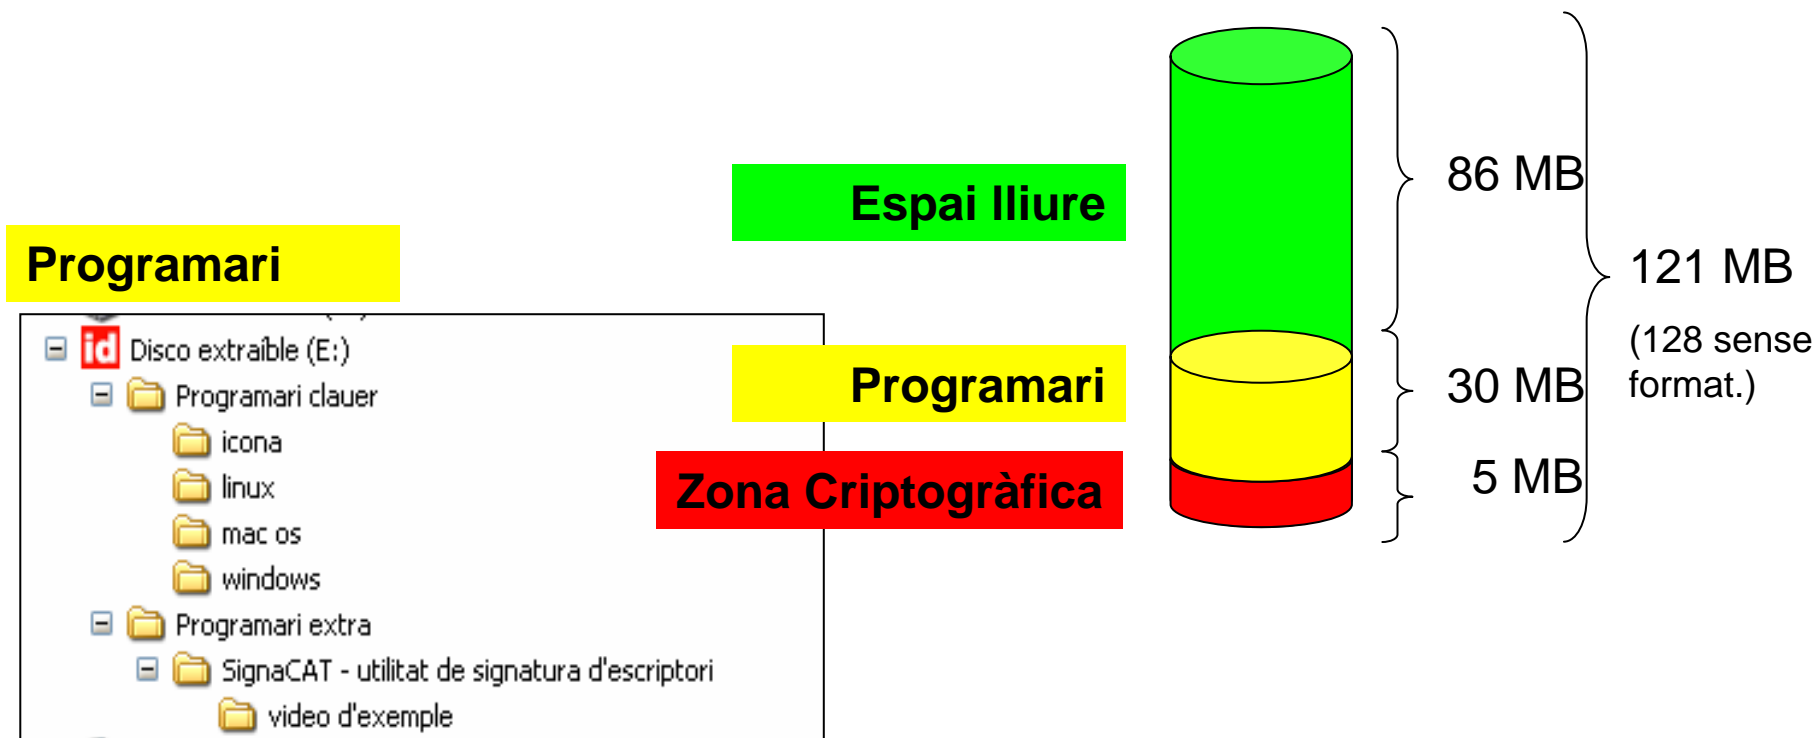 Programari
id Disco extraíble (E:)
Programari clauer
icona
linux
mac os
windows
Programari extra
SignaCAT - utilitat de signatura d'escriptori
video d'exemple
Espai lliure
Programari
Zona Criptogràfica
86 MB
30 MB
5 MB
121 MB
(128 sense
format.)